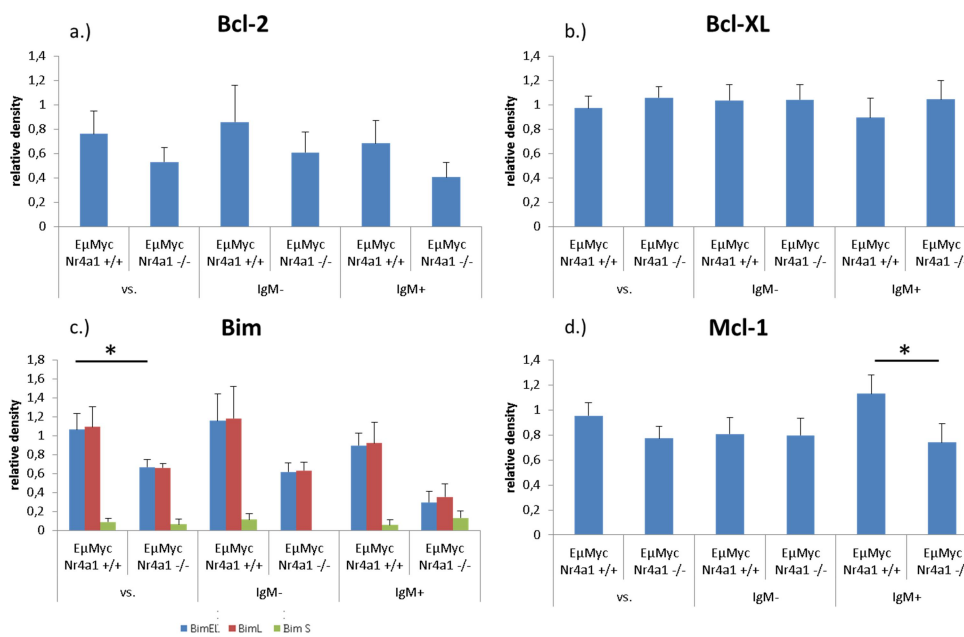 a.)
Bcl-2
relative density
1,4
1,2
1
0,8
0,6
0,4
0,2
0
EµMyc EµMyc EµMyc EµMyc EµMyc EµMyc
Nr4a1 +/+ Nr4a1 -/- Nr4a1 +/+ Nr4a1 -/- Nr4a1 +/+ Nr4a1 -/-
vs. IgM- IgM+
b.)
Bcl-XL
relative density
1,4
1,2
1
0,8
0,6
0,4
0,2
0
EµMyc EµMyc EµMyc EµMyc EµMyc EµMyc
Nr4a1 +/+ Nr4a1 -/- Nr4a1 +/+ Nr4a1 -/- Nr4a1 +/+ Nr4a1 -/
vs. IgM- IgM+
c.)
Bim
relative density
1,8
1,6
1,4
1,2
1
0,8
0,6
0,4
0,2
0
*
EµMyc EµMyc EµMyc EµMyc EµMyc EµMyc
Nr4a1 +/+ Nr4a1 -/- Nr4a1 +/+ Nr4a1 -/- Nr4a1 +/+ Nr4a1 -/-
vs. IgM- IgM+
BimEL BimL Bim S
d.)
Mcl-1
relative density
1,4
1,2
1
0,8
0,6
0,4
0,2
0
*
EµMyc EµMyc EµMyc EµMyc EµMyc EµMyc
Nr4a1 +/+ Nr4a1 -/- Nr4a1 +/+ Nr4a1 -/- Nr4a1 +/+ Nr4a1 -/
vs. IgM- IgM+